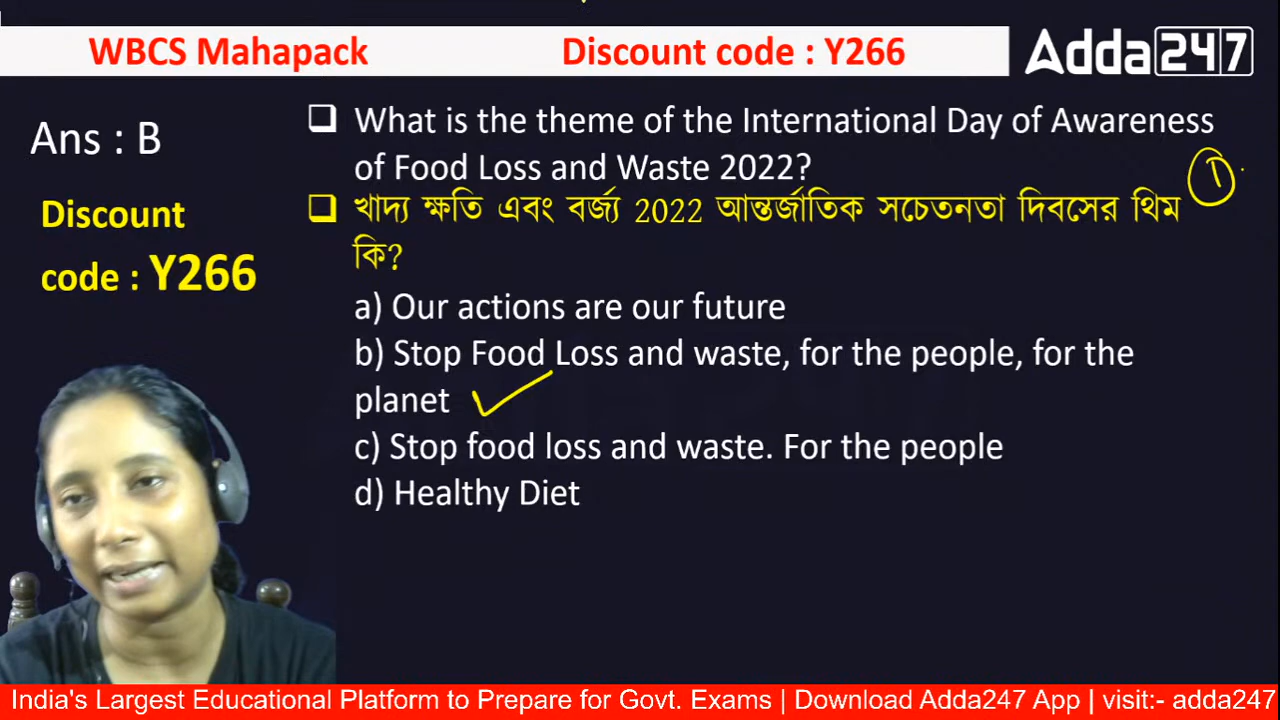 WBCS Mahapack Discount code : Y266 Adda247
Ans : B
Discount
code : Y266
What is the theme of the International Day of Awareness
of Food Loss and Waste 2022?
খাদ্য ক্ষতি এবং বর্জ্য 2022 আন্তর্জাতিক সচেতনতা দিবসের থিম
কি?
a) Our actions are our future
b) Stop Food Loss and waste, for the people, for the
planet
c) Stop food loss and waste. For the people
d) Healthy Diet
India's Largest Educational Platform to Prepare for Govt. Exams | Download Adda247 App | visit:- adda247